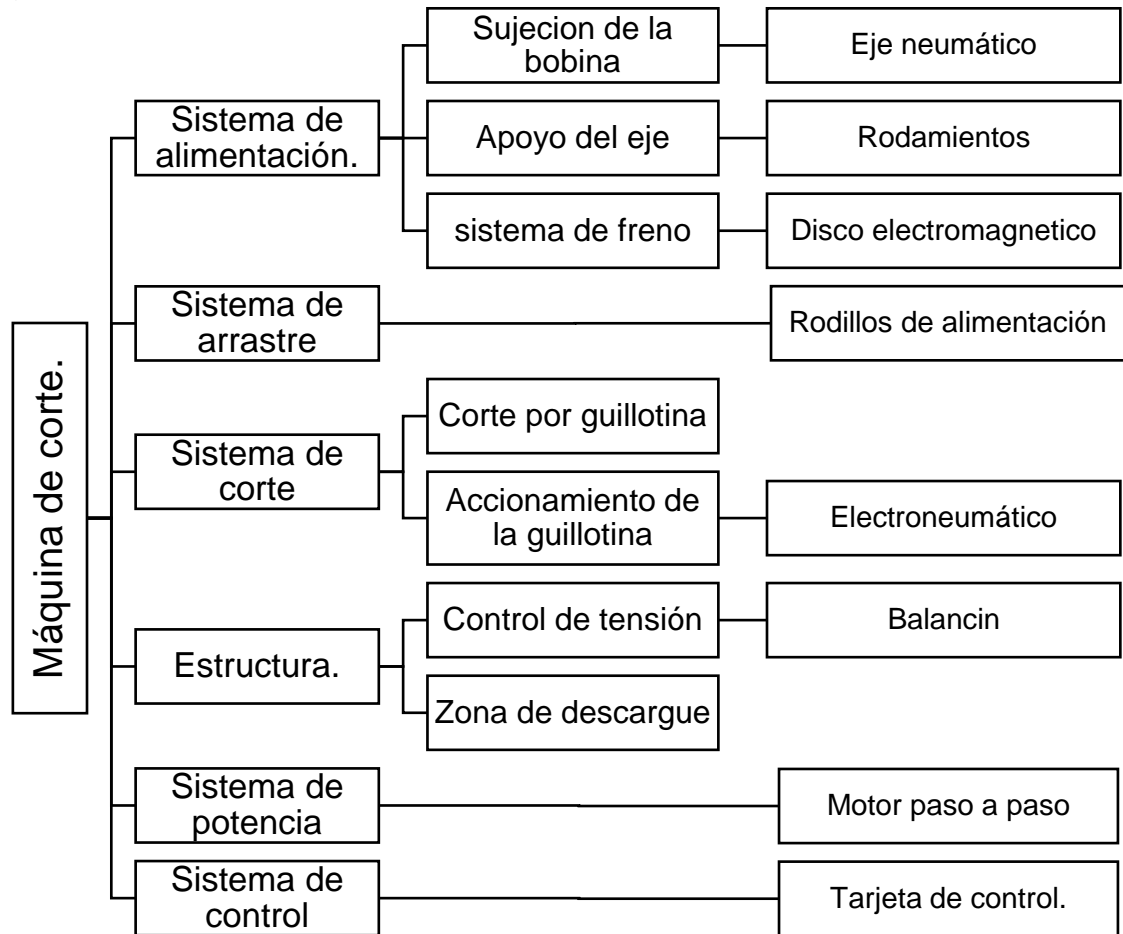 Máquina de corte.
Sistema de
alimentación.
Sujecion de la
bobina
Eje neumático
Apoyo del eje
Rodamientos
sistema de freno
Disco electromagnetico
Sistema de
arrastre
Rodillos de alimentación
Sistema de
corte
Corte por guillotina
Accionamiento de
la guillotina
Electroneumático
Estructura.
Control de tensión
Balancin
Zona de descargue
Sistema de
potencia
Motor paso a paso
Sistema de
control
Tarjeta de control.